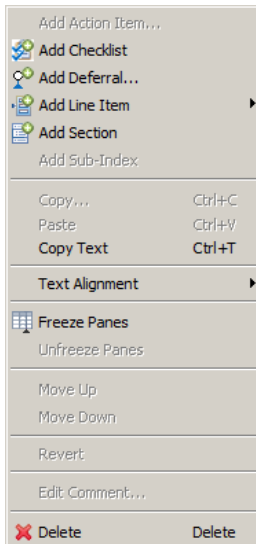 Add Action Item...
Add Checklist
Add Deferral...
Add Line Item
Add Section
Add Sub-Index
Copy... Ctrl+C
Paste Ctrl+V
Copy Text Ctrl+T
Text Alignment
Freeze Panes
Unfreeze Panes
Move Up
Move Down
Revert
Edit Comment...
Delete Delete